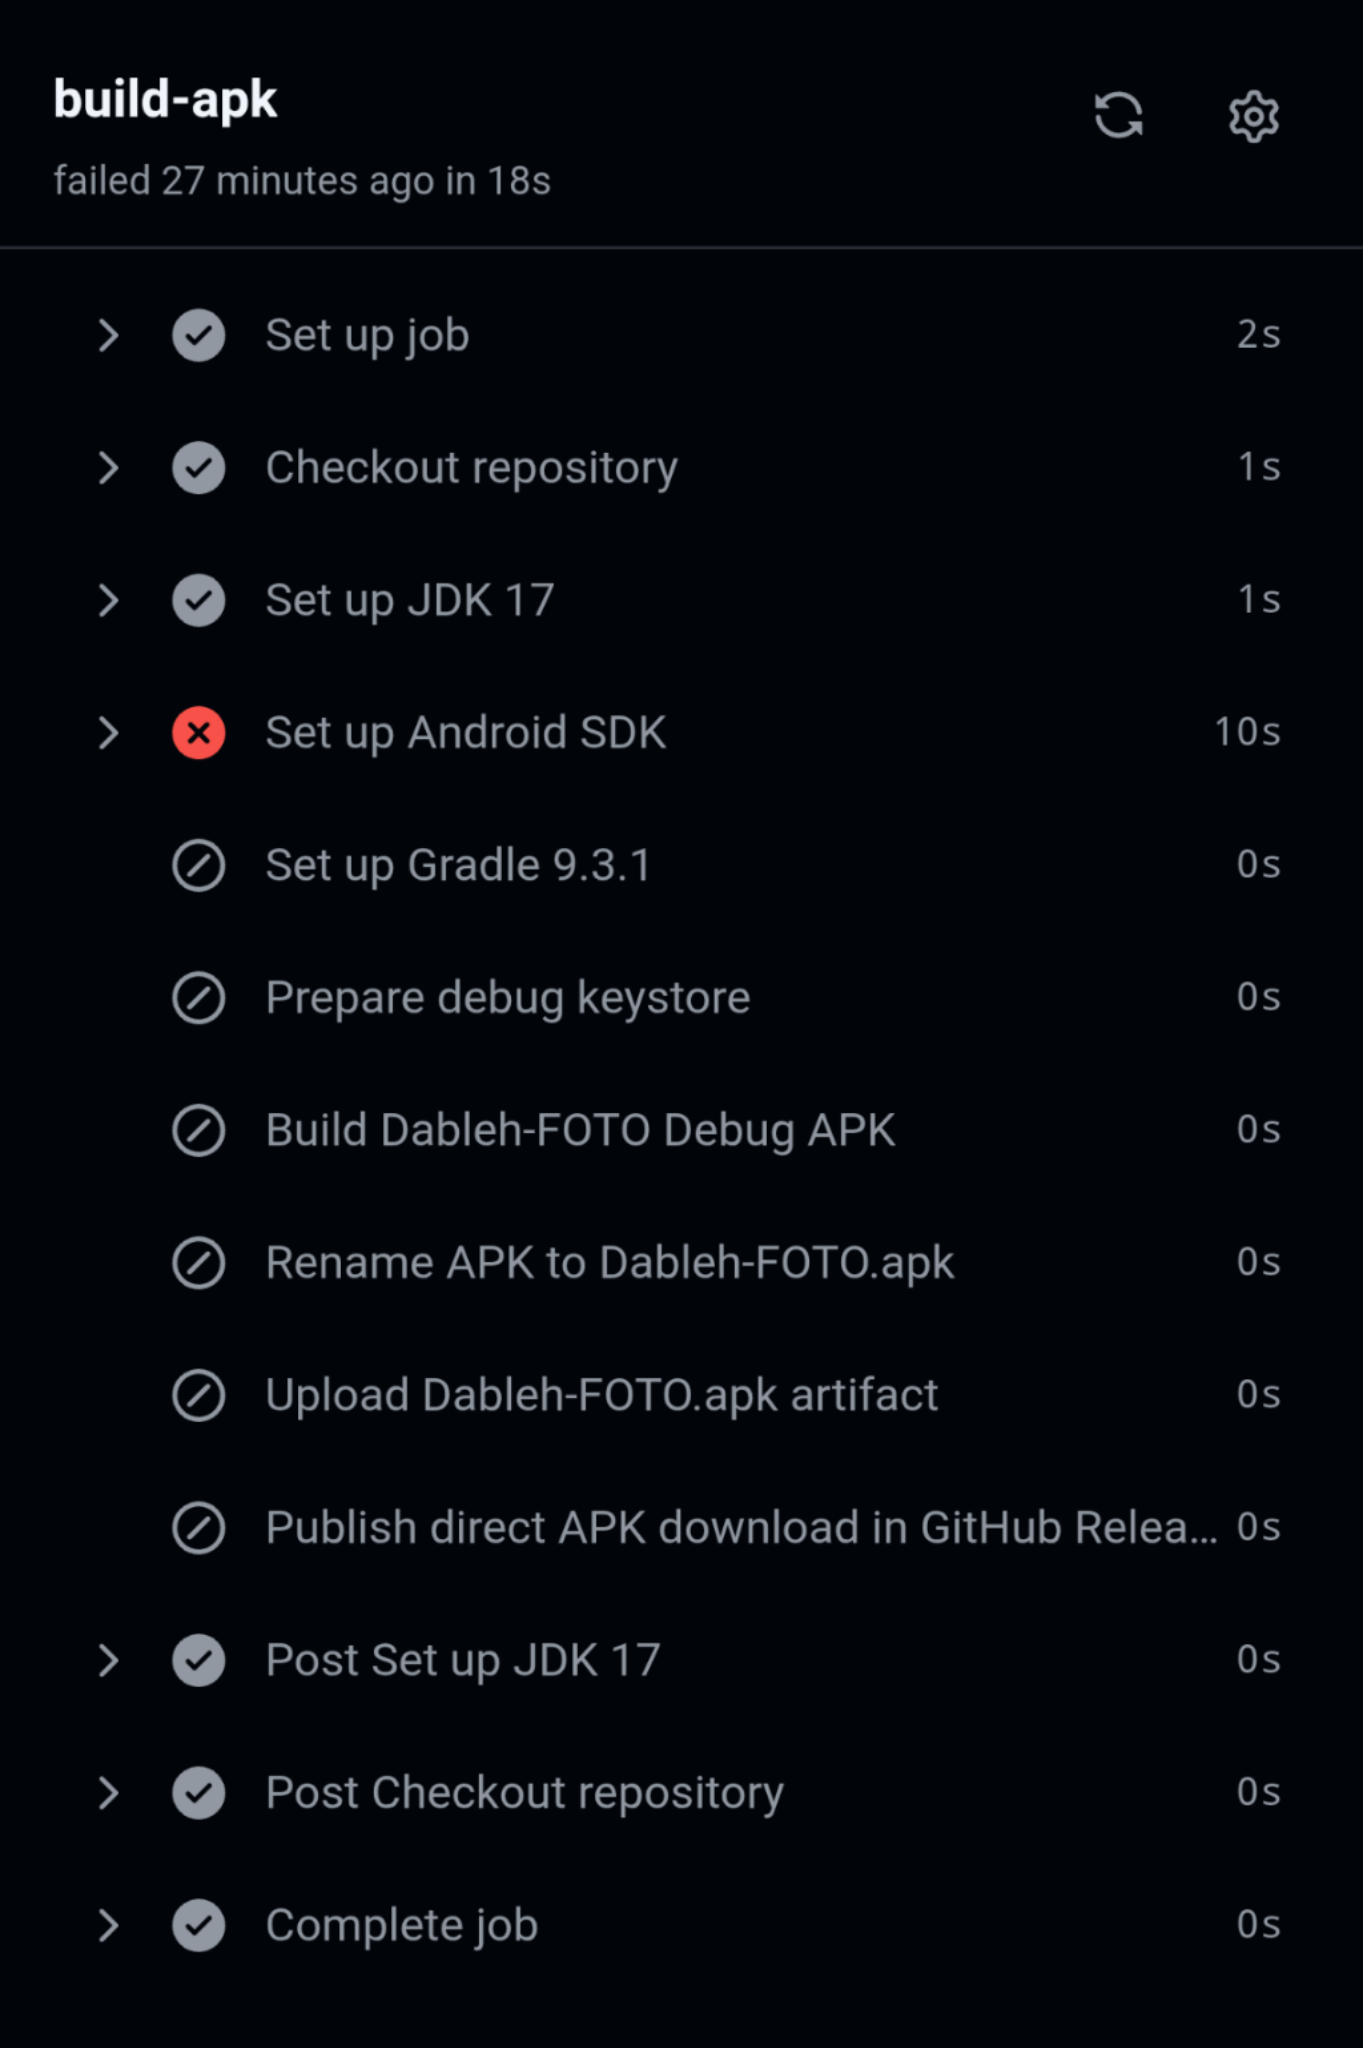 build-apk
failed 27 minutes ago in 18s
Set up job 2s
Checkout repository 1s
Set up JDK 17 1s
Set up Android SDK 10s
Set up Gradle 9.3.1 0s
Prepare debug keystore 0s
Build Dableh-FOTO Debug APK 0s
Rename APK to Dableh-FOTO.apk 0s
Upload Dableh-FOTO.apk artifact 0s
Publish direct APK download in GitHub Relea... 0s
Post Set up JDK 17 0s
Post Checkout repository 0s
Complete job 0s